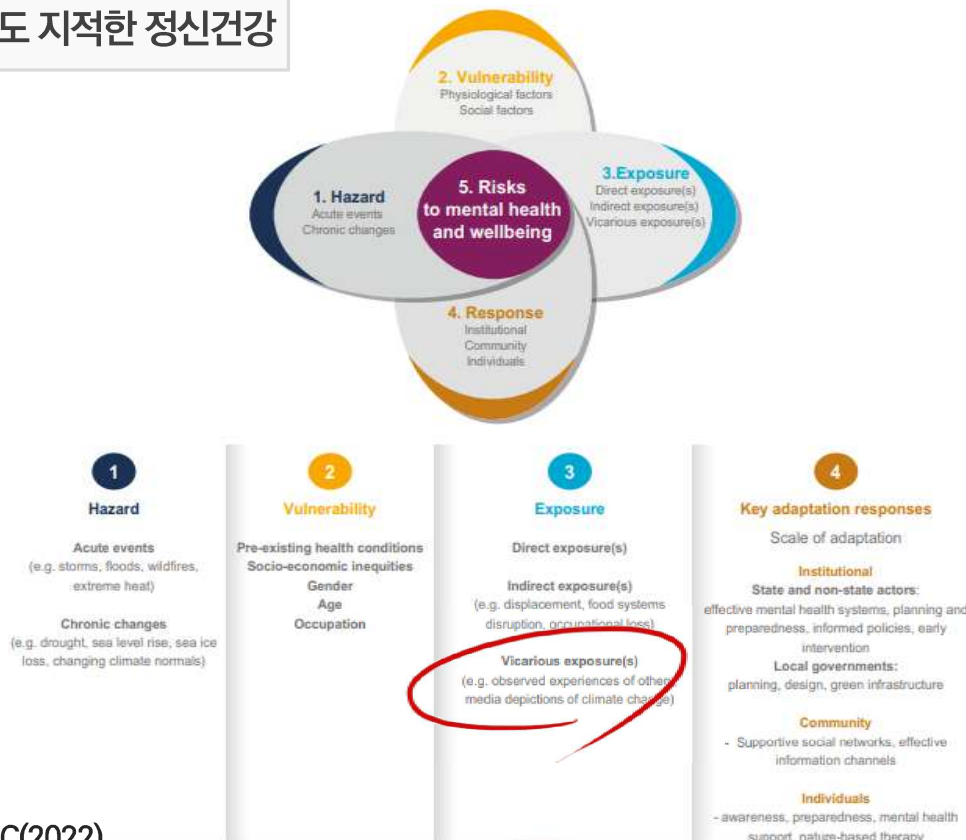 도 지적한 정신건강
2. Vulnerability
Physiological factors
Social factors
1. Hazard
Acute events
Chronic changes
5. Risks
to mental health
and wellbeing
3.Exposure
Direct exposure(s)
Indirect exposure(s)
Vicarious exposure(s)
4. Response
Institutional
Community
Individuals
1
Hazard
Acute events
(e.g. storms, floods, wildfires,
extreme heat)
Chronic changes
(e.g. drought, sea level rise, sea ice
loss, changing climate normals)
2
Vulnerability
Pre-existing health conditions
Socio-economic inequities
Gender
Age
Occupation
3
Exposure
Direct exposure(s)
Indirect exposure(s)
(e.g. displacement, food systems
disruption, occupational loss)
Vicarious exposure(s)
(e.g. observed experiences of others,
media depictions of climate change)
4
Key adaptation responses
Scale of adaptation
Institutional
State and non-state actors:
effective mental health systems, planning and
preparedness, informed policies, early
intervention
Local governments:
planning, design, green infrastructure
Community
- Supportive social networks, effective
information channels
Individuals
- awareness, preparedness, mental health
support, nature-based therapy
C(2022)